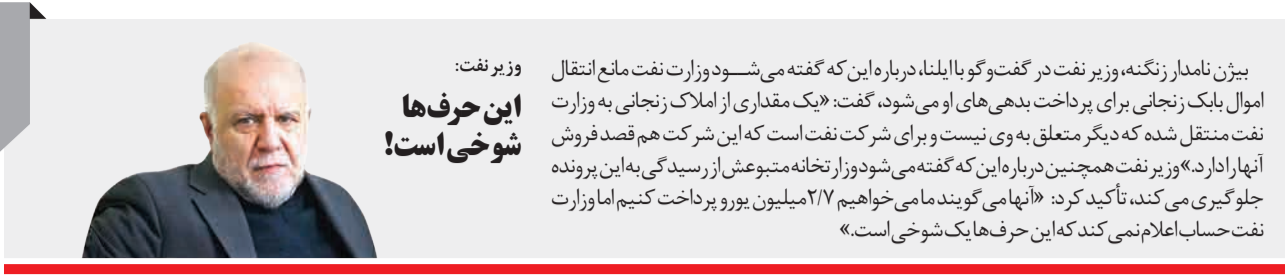 وزیر نفت:
این حرف‌ها
شوخی است!
بیژن نامدار زنگنه، وزیر نفت در گفت‌وگو با ایلنا، درباره این که گفته می‌شود وزارت نفت مانع انتقال
اموال بابک زنجانی برای پرداخت بدهی‌های او می‌شود، گفت: «یک مقداری از املاک زنجانی به وزارت
نفت منتقل شده که دیگر متعلق به وی نیست و برای شرکت نفت است که این شرکت هم قصد فروش
آنها را دارد.» وزیر نفت همچنین درباره این که گفته می‌شود وزارتخانه متبوعش از رسیدگی به این پرونده
جلوگیری می‌کند، تأکید کرد: «آنها می‌گویند ما می‌خواهیم ۲/۷ میلیون یورو پرداخت کنیم اما وزارت
نفت حساب اعلام نمی‌کند که این حرف‌ها یک شوخی است.»